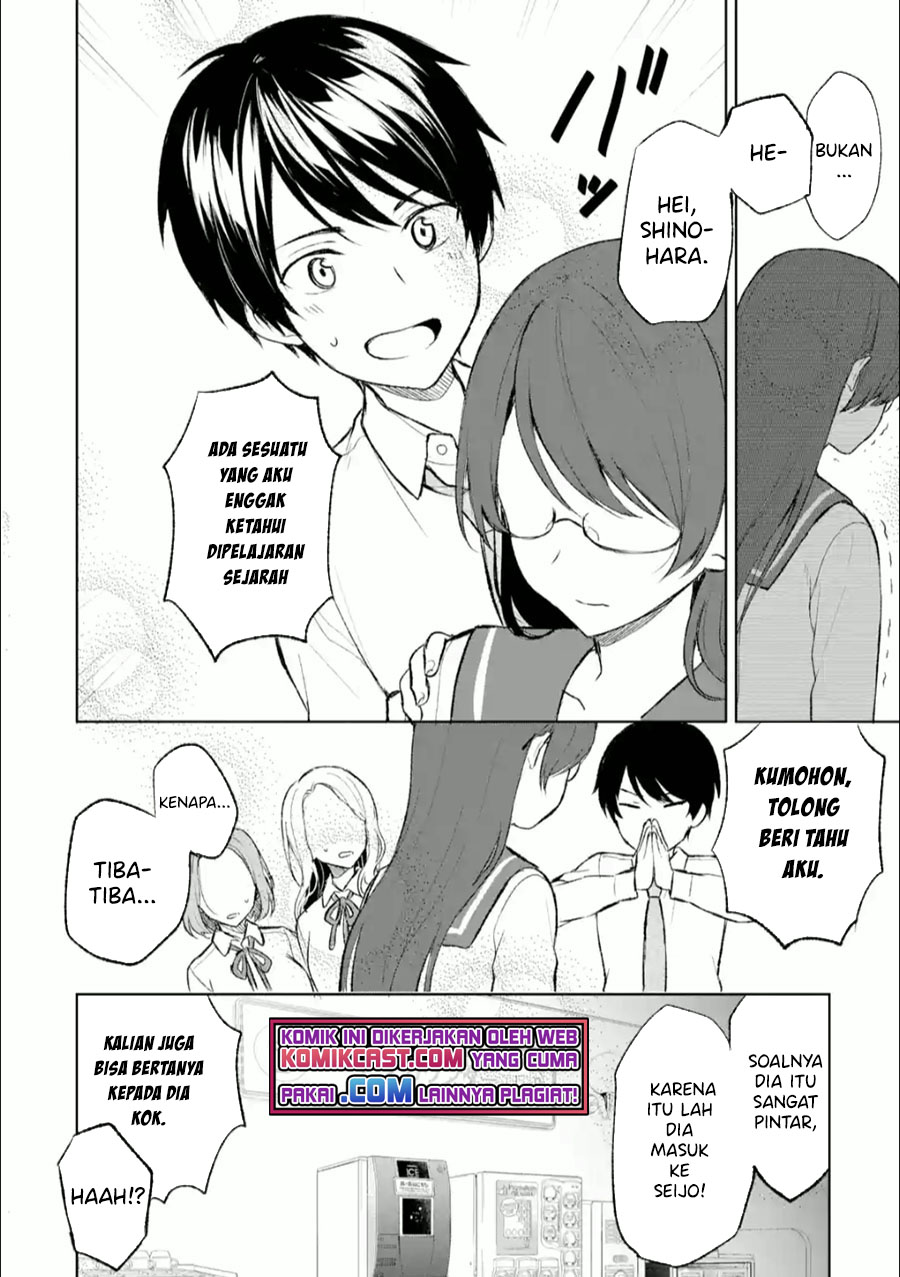 BUKAN
...
HE-
HEI,
SHINO-
HARA.
バッ
ADA SESUATU
YANG AKU
ENGGAK
KETAHUI
DIPELAJARAN
SEJARAH
KUMOHON,
TOLONG
BERI TAHU
AKU.
KENAPA...
TIBA-
TIBA...
SOALNYA
DIA ITU
SANGAT
PINTAR,
KARENA
ITU LAH
DIA
MASUK
KE
SEIJO!
KALIAN JUGA
BISA BERTANYA
KEPADA DIA
KOK.
HAAH!?
KOMIK INI DIKERJAKAN OLEH WEB
KOMIKCAST.COM YANG CUMA
PAKAI .COM LAINNYA PLAGIAT!
ICE